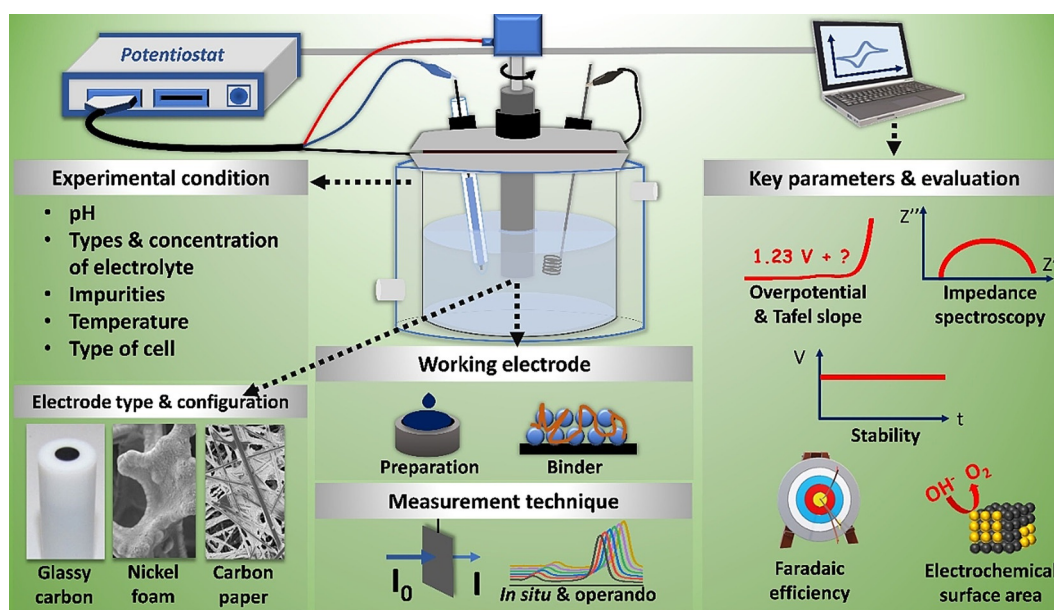 Potentiostat
Experimental condition
• pH
• Types & concentration
of electrolyte
• Impurities
• Temperature
• Type of cell
Electrode type & configuration
Glassy
carbon
Nickel
foam
Carbon
paper
Working electrode
Preparation
Binder
Measurement technique
I0
I
In situ & operando
Key parameters & evaluation
1.23 V + ?
Overpotential
& Tafel slope
Z''
Z'
Impedance
spectroscopy
V
t
Stability
Faradaic
efficiency
OH-
O2
Electrochemical
surface area